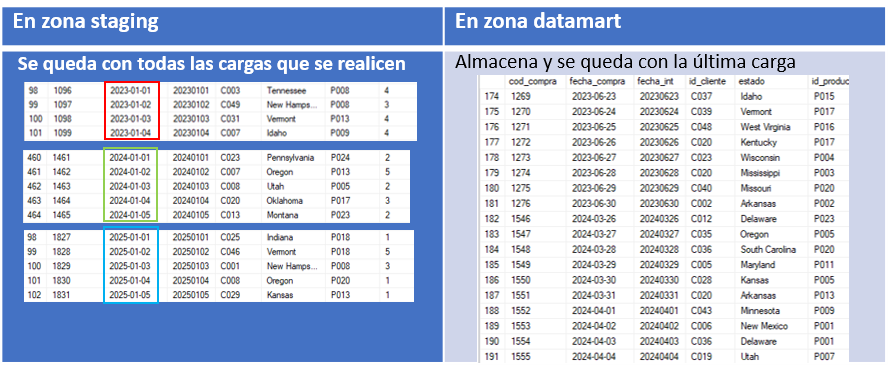 En zona staging
En zona datamart
Se queda con todas las cargas que se realicen
98 1096 2023-01-01 20230101 C003 Tennessee P008 4
99 1097 2023-01-02 20230102 C049 New Hamps... P008 3
100 1098 2023-01-03 20230103 C031 Vermont P013 4
101 1099 2023-01-04 20230104 C007 Idaho P009 4
460 1461 2024-01-01 20240101 C023 Pennsylvania P024 2
461 1462 2024-01-02 20240102 C007 Oregon P013 5
462 1463 2024-01-03 20240103 C008 Utah P005 2
463 1464 2024-01-04 20240104 C020 Oklahoma P017 3
464 1465 2024-01-05 20240105 C013 Montana P023 2
98 1827 2025-01-01 20250101 C025 Indiana P018 1
99 1828 2025-01-02 20250102 C046 Vermont P018 5
100 1829 2025-01-03 20250103 C001 New Hamps... P008 3
101 1830 2025-01-04 20250104 C008 Oregon P020 1
102 1831 2025-01-05 20250105 C029 Kansas P013 1
Almacena y se queda con la última carga
cod_compra fecha_compra fecha_int id_cliente estado id_produc
174 1269 2023-06-23 20230623 C037 Idaho P015
175 1270 2023-06-24 20230624 C039 Vermont P017
176 1271 2023-06-25 20230625 C048 West Virginia P016
177 1272 2023-06-26 20230626 C020 Kentucky P017
178 1273 2023-06-27 20230627 C023 Wisconsin P004
179 1274 2023-06-28 20230628 C020 Mississippi P003
180 1275 2023-06-29 20230629 C040 Missouri P020
181 1276 2023-06-30 20230630 C002 Arkansas P002
182 1546 2024-03-26 20240326 C012 Delaware P023
183 1547 2024-03-27 20240327 C035 Oregon P005
184 1548 2024-03-28 20240328 C036 South Carolina P020
185 1549 2024-03-29 20240329 C005 Maryland P011
186 1550 2024-03-30 20240330 C028 Kansas P005
187 1551 2024-03-31 20240331 C020 Arkansas P013
188 1552 2024-04-01 20240401 C043 Minnesota P009
189 1553 2024-04-02 20240402 C006 New Mexico P001
190 1554 2024-04-03 20240403 C036 Delaware P001
191 1555 2024-04-04 20240404 C019 Utah P007